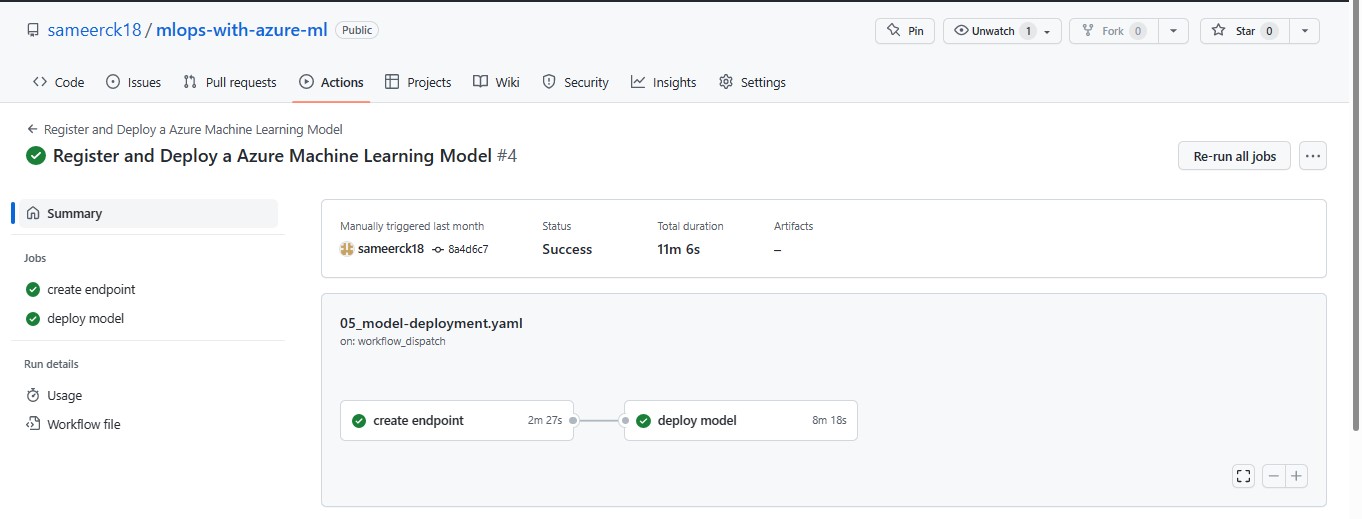 sameerck18 / mlops-with-azure-ml Public
Pin Unwatch 1 Fork 0 Star 0
Code Issues Pull requests Actions Projects Wiki Insights Security Insights Settings
Register and Deploy a Azure Machine Learning Model
Register and Deploy a Azure Machine Learning Model #4
Re-run all jobs
Summary
Jobs
create endpoint
deploy model
Run details
Usage
Workflow file
Manually triggered last month Status Total duration Artifacts
sameerck18 8a4d6c7 Success 11m 6s –
05_model-deployment.yaml
on: workflow_dispatch
create endpoint 2m 27s deploy model 8m 18s